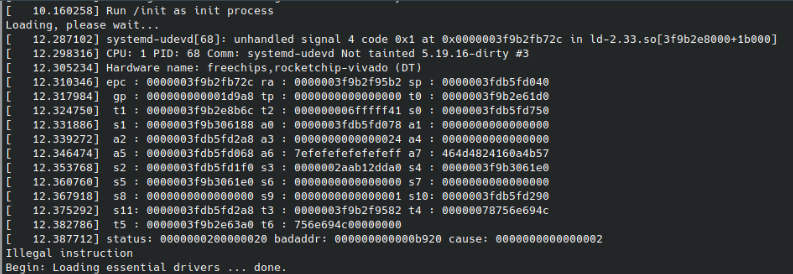 [   10.160258] Run /init as init process
Loading, please wait...
[   12.287102] systemd-udevd[68]: unhandled signal 4 code 0x1 at 0x0000003f9b2fb72c in ld-2.33.so[3f9b2e8000+1b000]
[   12.298316] CPU: 1 PID: 68 Comm: systemd-udevd Not tainted 5.19.16-dirty #3
[   12.305234] Hardware name: freechips,rocketchip-vivado (DT)
[   12.310346] epc : 0000003f9b2fb72c ra : 0000003f9b2f95b2 sp : 0000003fdb5fd040
[   12.317984]  gp : 000000000001d9a8 tp : 0000000000000000 t0 : 0000003f9b2e61d0
[   12.324750]  t1 : 0000003f9b2e8b6c t2 : 000000006fffff41 s0 : 0000003fdb5fd750
[   12.331886]  s1 : 0000003f9b306188 a0 : 0000003fdb5fd078 a1 : 0000000000000000
[   12.339272]  a2 : 0000003fdb5fd2a8 a3 : 0000000000000024 a4 : 0000000000000000
[   12.346474]  a5 : 0000003fdb5fd068 a6 : 7efefefefefefeff a7 : 464d4824160a4b57
[   12.353768]  s2 : 0000003fdb5fd1f0 s3 : 0000002aab12dda0 s4 : 0000003f9b3061e0
[   12.360760]  s5 : 0000003f9b3061e0 s6 : 0000000000000000 s7 : 0000000000000000
[   12.367918]  s8 : 0000000000000000 s9 : 0000000000000001 s10: 0000003fdb5fd290
[   12.375292]  s11: 0000003fdb5fd2a8 t3 : 0000003f9b2f9582 t4 : 00000078756e694c
[   12.382786]  t5 : 0000003f9b2e63a0 t6 : 756e694c00000000
[   12.387712] status: 0000000200000020 badaddr: 000000000000b920 cause: 0000000000000002
Illegal instruction
Begin: Loading essential drivers ... done.